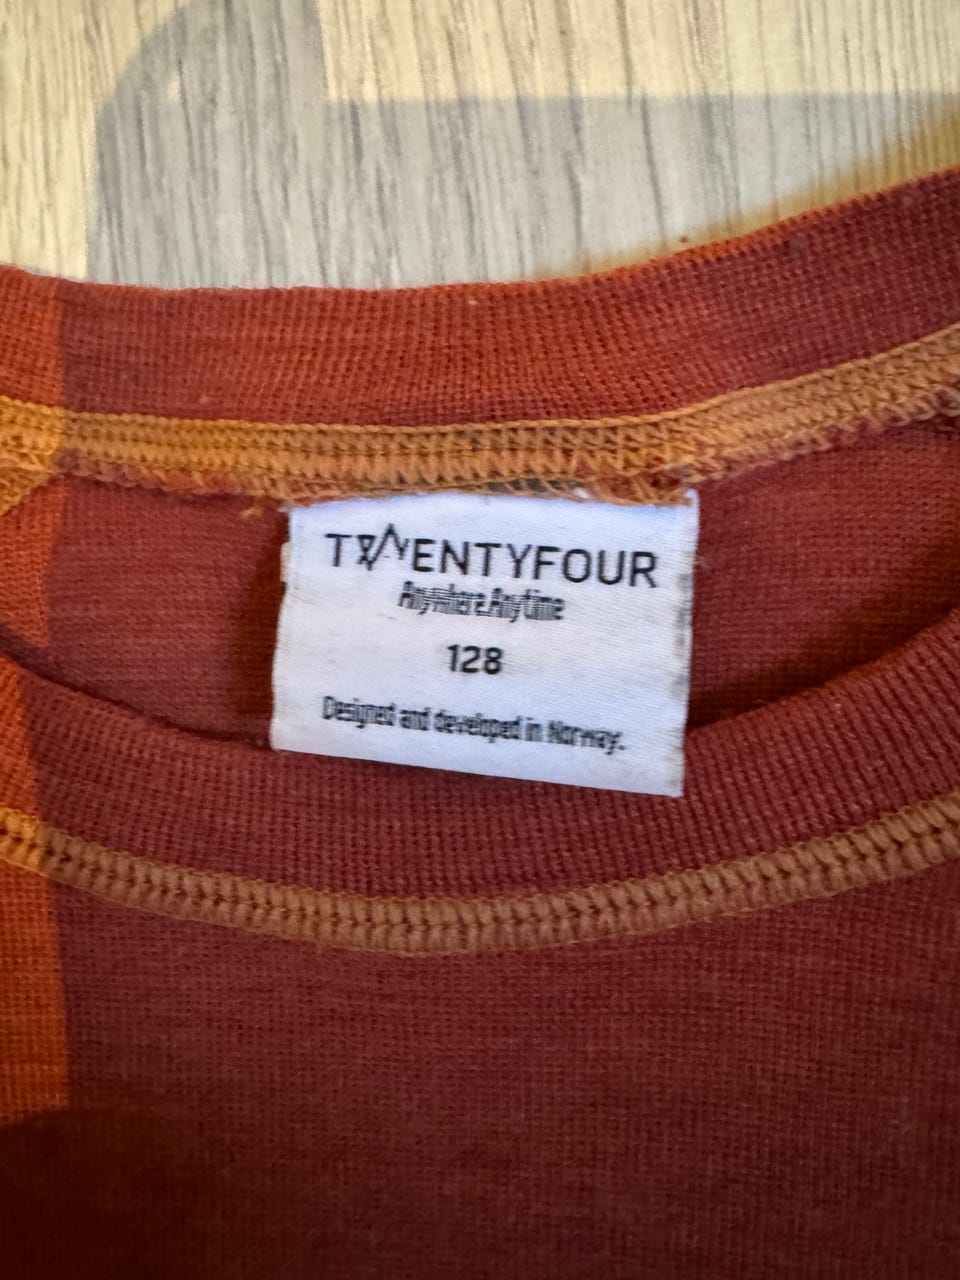 TWENTYFOUR
Anywhere. Anytime
128
Designed and developed in Norway.